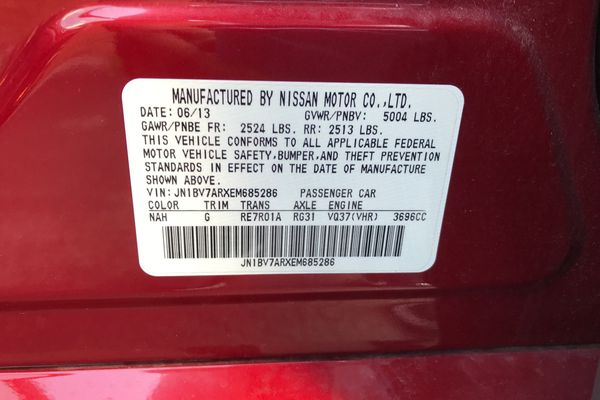 MANUFACTURED BY NISSAN MOTOR CO.,LTD.
DATE: 06/13 GVWR/PNBV: 5004 LBS.
GAWR/PNBE FR: 2524 LBS. RR: 2513 LBS.
THIS VEHICLE CONFORMS TO ALL APPLICABLE FEDERAL
MOTOR VEHICLE SAFETY,BUMPER,AND THEFT PREVENTION
STANDARDS IN EFFECT ON THE DATE OF MANUFACTURE
SHOWN ABOVE.
VIN: JN1BV7ARXEM685286 PASSENGER CAR
COLOR TRIM TRANS AXLE ENGINE
NAH G RE7R01A RG31 VQ37(VHR) 3696CC
JN1BV7ARXEM685286